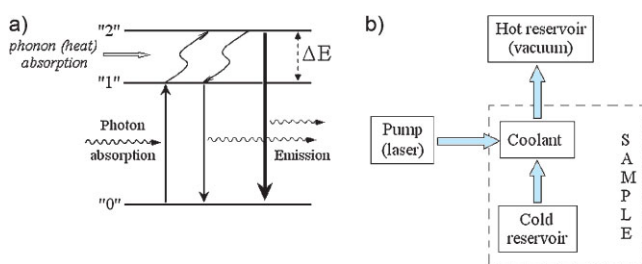 a)
"2"
phonon (heat)
absorption
ΔE
"1"
Photon
absorption
Emission
"0"
b)
Hot reservoir
(vacuum)
Pump
(laser)
Coolant
Cold
reservoir
S
A
M
P
L
E